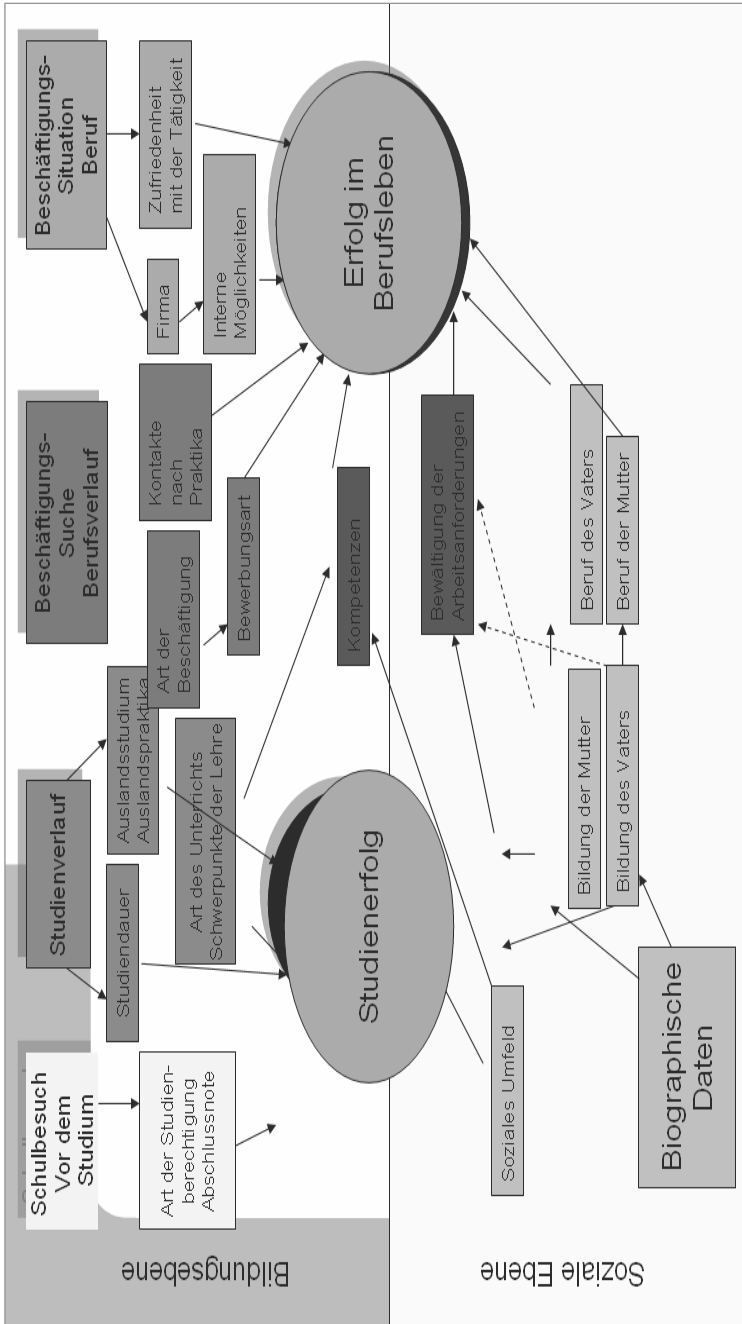 Schulbesuch
Vor dem
Studium
Studienverlauf
Beschäftigungs-
Suche
Berufsverlauf
Beschäftigungs-
Situation
Beruf
Bildungsebene
Art der Studien-
berechtigung
Abschlussnote
Studiendauer
Auslandsstudium
Auslandspraktika
Art des Unterrichts
Schwerpunkte der Lehre
Art der
Beschäftigung
Bewerbungsart
Kontakte
nach
Praktika
Firma
Interne
Möglichkeiten
Zufriedenheit
mit der Tätigkeit
Studienerfolg
Kompetenzen
Erfolg im
Berufsleben
Soziale Ebene
Soziales Umfeld
Bewältigung der
Arbeitsanforderungen
Bildung der Mutter
Bildung des Vaters
Beruf des Vaters
Beruf der Mutter
Biographische
Daten